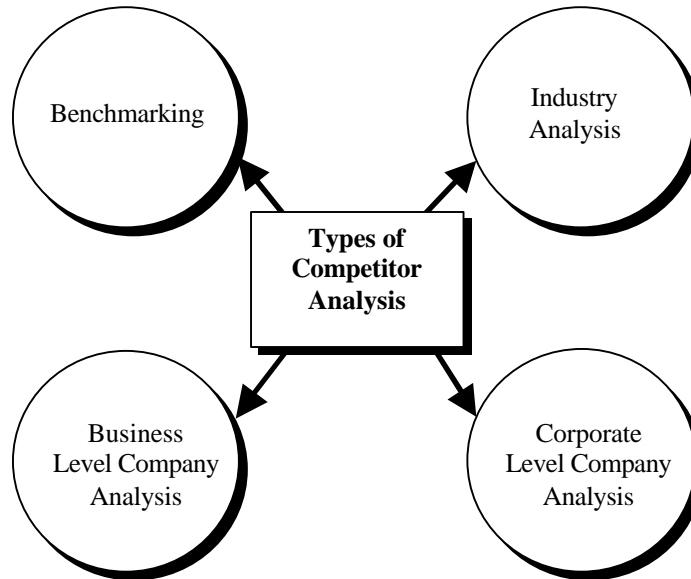 Benchmarking
Industry
Analysis
Types of
Competitor
Analysis
Business
Level Company
Analysis
Corporate
Level Company
Analysis